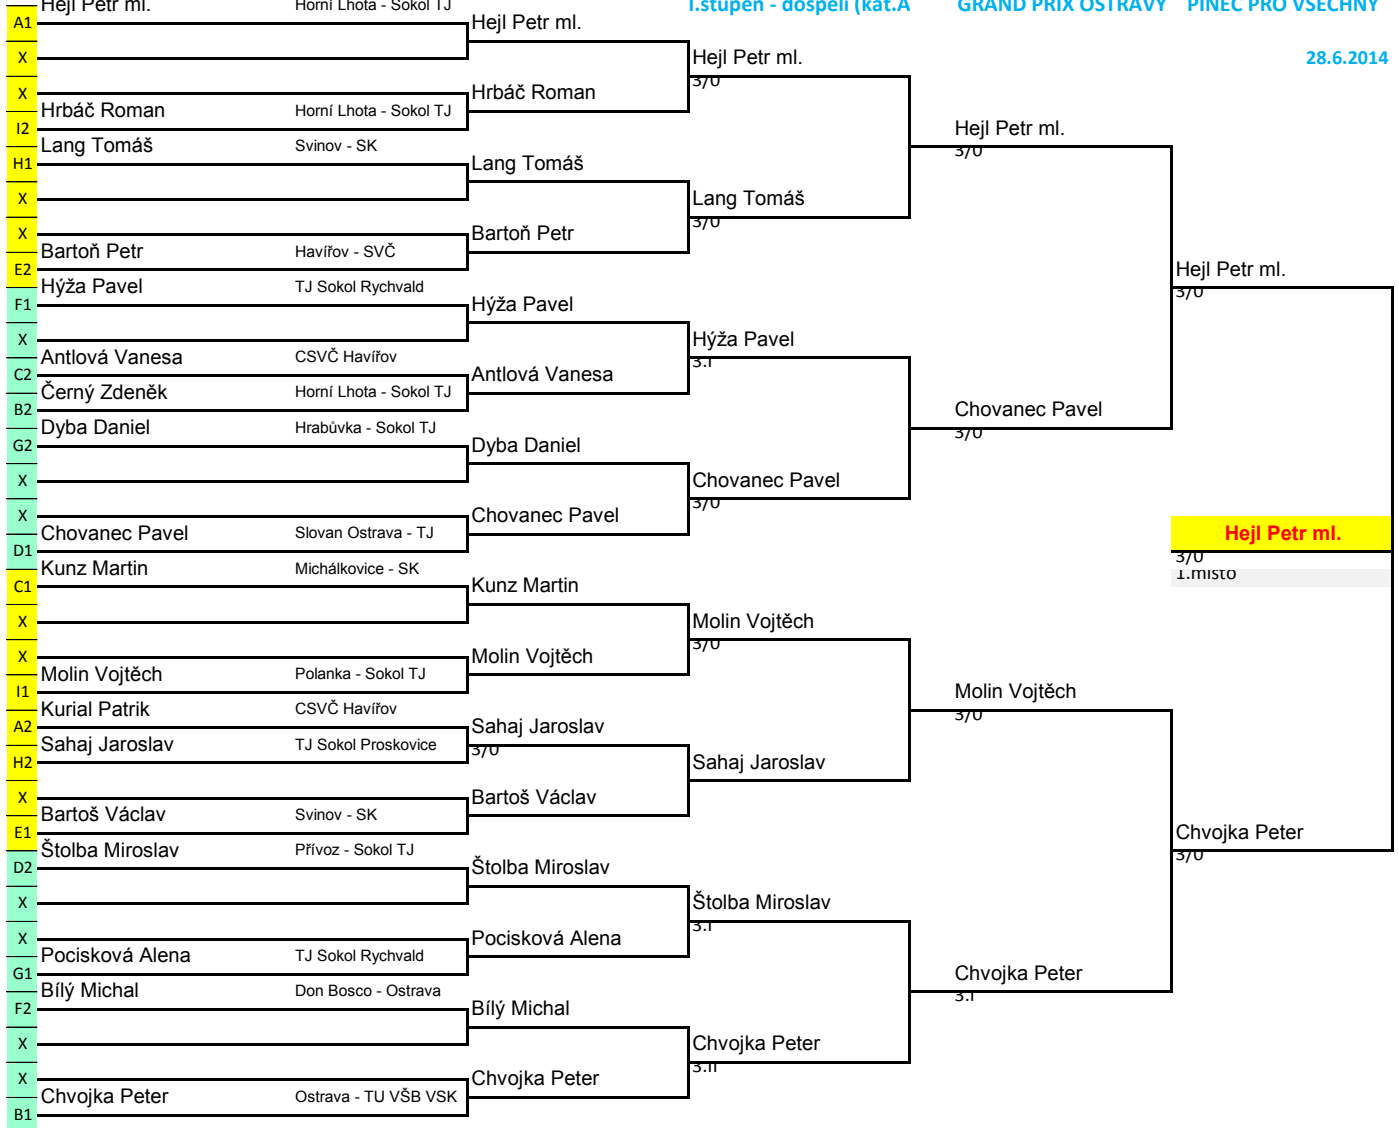 Hejl Petr ml. Horní Lhota - Sokol TJ I.stupeň - dospělí (kat.A GRAND PRIX OSTRAVY PINEC PRO VŠECHNY
A1 Hejl Petr ml.
X Hejl Petr ml. 28.6.2014
3/0
X Hrbáč Roman
Hrbáč Roman Horní Lhota - Sokol TJ
I2 Hejl Petr ml.
Lang Tomáš Svinov - SK 3/0
H1 Lang Tomáš
X Lang Tomáš
3/0
X Bartoň Petr
Bartoň Petr Havířov - SVČ
E2 Hejl Petr ml.
Hýža Pavel TJ Sokol Rychvald 3/0
F1 Hýža Pavel
X Hýža Pavel
Antlová Vanesa CSVČ Havířov 3:I
C2 Antlová Vanesa
Černý Zdeněk Horní Lhota - Sokol TJ
B2 Chovanec Pavel
Dyba Daniel Hrabůvka - Sokol TJ 3/0
G2 Dyba Daniel
X Chovanec Pavel
3/0
X Chovanec Pavel
Chovanec Pavel Slovan Ostrava - TJ Hejl Petr ml.
D1 3/0
Kunz Martin Michálkovice - SK 1.místo
C1 Kunz Martin
X Molin Vojtěch
3/0
X Molin Vojtěch
Molin Vojtěch Polanka - Sokol TJ
I1 Molin Vojtěch
Kurial Patrik CSVČ Havířov 3/0
A2 Sahaj Jaroslav
Sahaj Jaroslav TJ Sokol Proskovice 3/0
H2 Sahaj Jaroslav
X Bartoš Václav
Bartoš Václav Svinov - SK
E1 Chvojka Peter
Štolba Miroslav Přívoz - Sokol TJ 3/0
D2 Štolba Miroslav
X Štolba Miroslav
3:I
X Pocisková Alena
Pocisková Alena TJ Sokol Rychvald
G1 Chvojka Peter
Bílý Michal Don Bosco - Ostrava 3:I
F2 Bílý Michal
X Chvojka Peter
3:II
X Chvojka Peter
Chvojka Peter Ostrava - TU VŠB VSK
B1